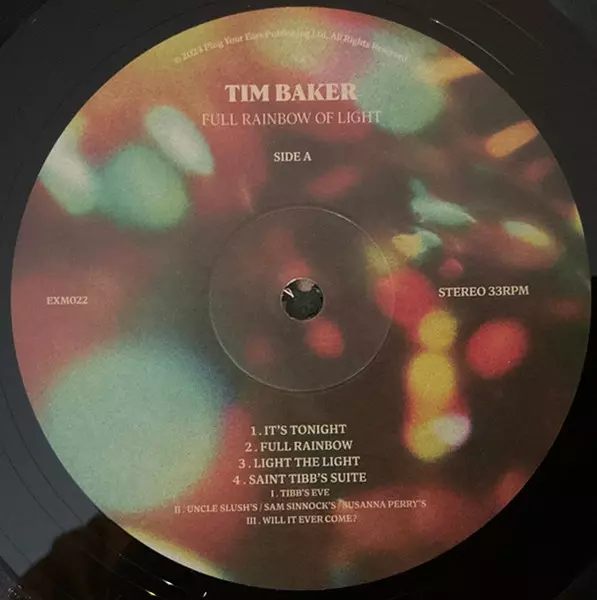 ℗ 2023 Plug Your Ears Publishing Ltd. All Rights Reserved
TIM BAKER
FULL RAINBOW OF LIGHT
SIDE A
EXM022
STEREO 33RPM
1 . IT'S TONIGHT
2 . FULL RAINBOW
3 . LIGHT THE LIGHT
4 . SAINT TIBB'S SUITE
I . TIBB'S EVE
II . UNCLE SLUSH'S / SAM SINNOCK'S / SUSANNA PERRY'S
III . WILL IT EVER COME?